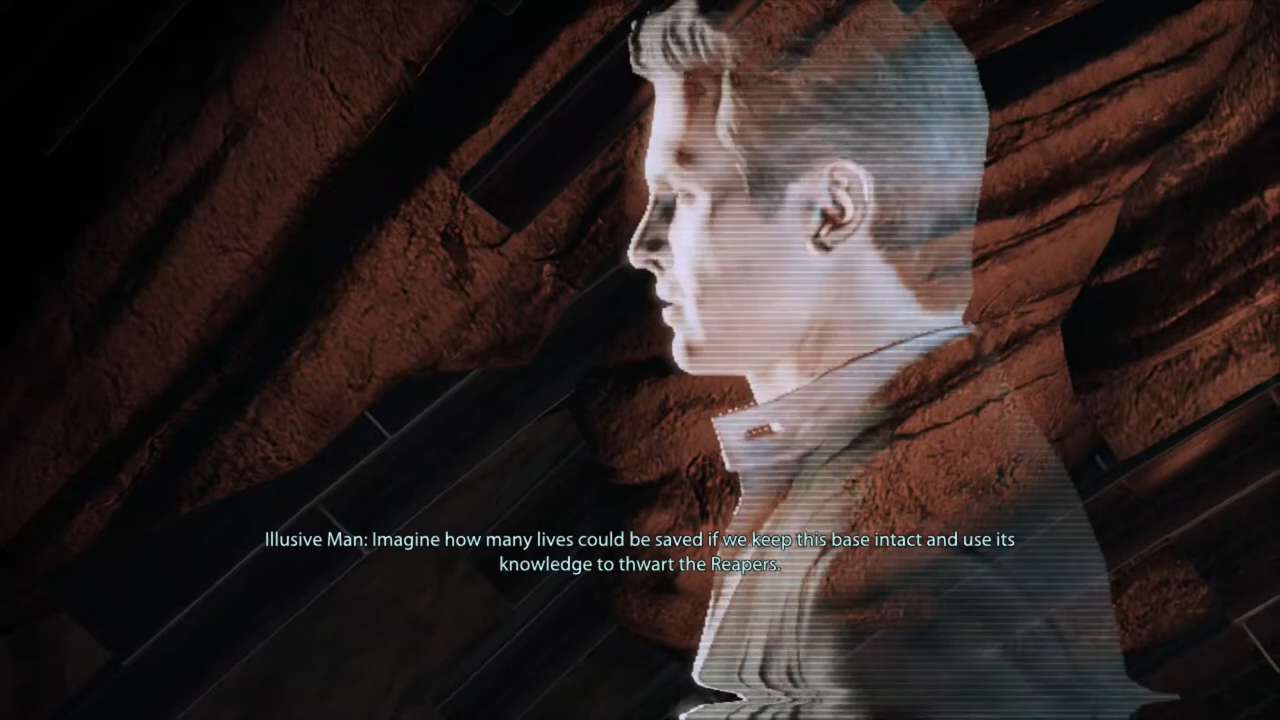 Illusive Man: Imagine how many lives could be saved if we keep this base intact and use its
knowledge to thwart the Reapers.